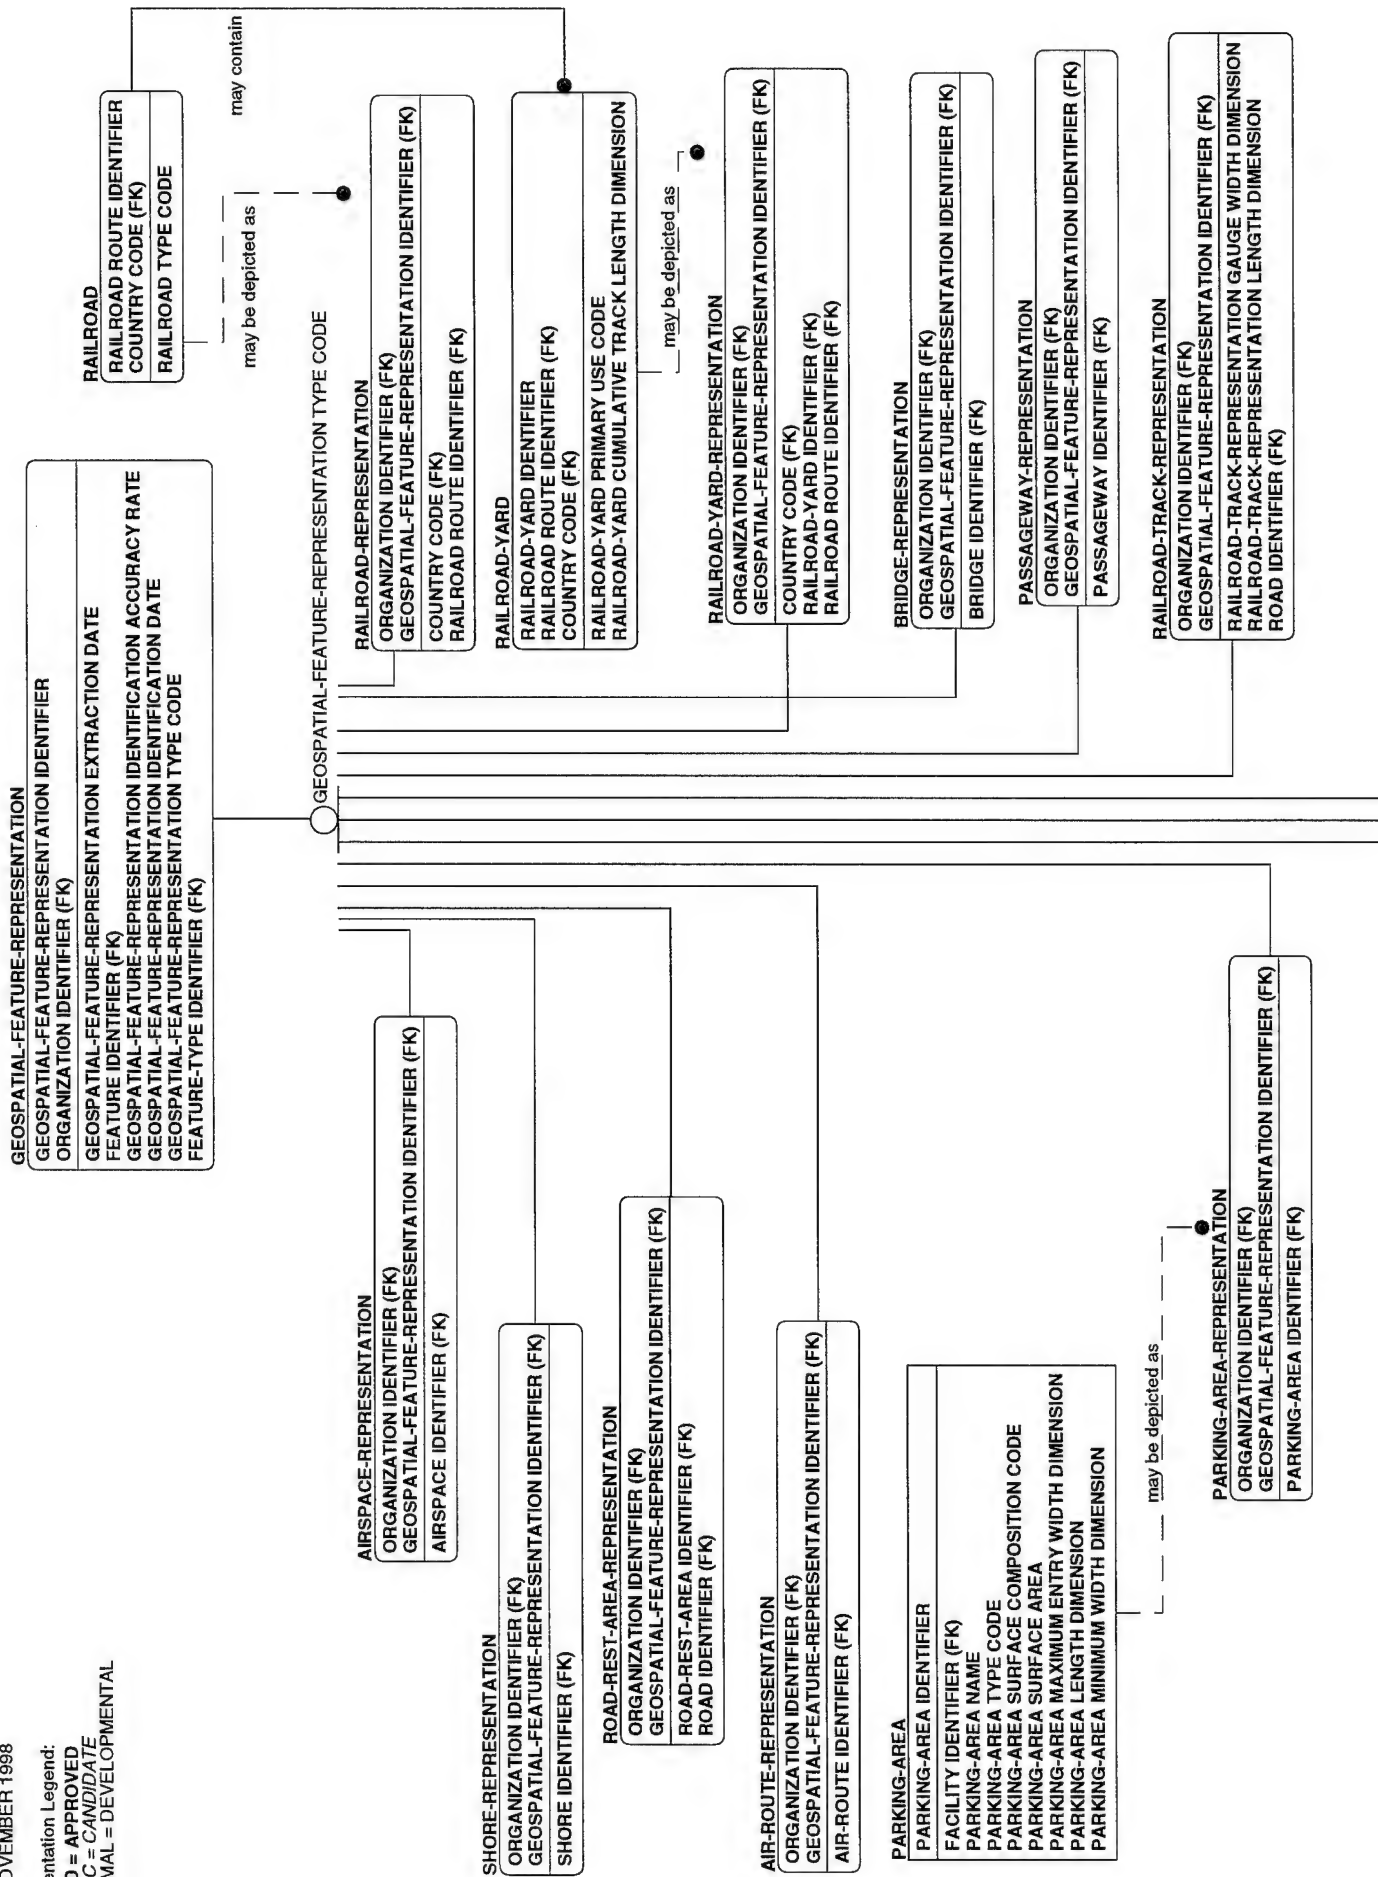 OVEMBER 1998
entation Legend:
D = APPROVED
C = CANDIDATE
MAL = DEVELOPMENTAL
GEOSPATIAL-FEATURE-REPRESENTATION
GEOSPATIAL-FEATURE-REPRESENTATION IDENTIFIER
ORGANIZATION IDENTIFIER (FK)
GEOSPATIAL-FEATURE-REPRESENTATION EXTRACTION DATE
FEATURE IDENTIFIER (FK)
GEOSPATIAL-FEATURE-REPRESENTATION IDENTIFICATION ACCURACY RATE
GEOSPATIAL-FEATURE-REPRESENTATION IDENTIFICATION DATE
GEOSPATIAL-FEATURE-REPRESENTATION TYPE CODE
FEATURE-TYPE IDENTIFIER (FK)
GEOSPATIAL-FEATURE-REPRESENTATION TYPE CODE
RAILROAD
RAILROAD ROUTE IDENTIFIER
COUNTRY CODE (FK)
RAILROAD TYPE CODE
may contain
may be depicted as
RAILROAD-REPRESENTATION
ORGANIZATION IDENTIFIER (FK)
GEOSPATIAL-FEATURE-REPRESENTATION IDENTIFIER (FK)
COUNTRY CODE (FK)
RAILROAD ROUTE IDENTIFIER (FK)
RAILROAD-YARD
RAILROAD-YARD IDENTIFIER
RAILROAD ROUTE IDENTIFIER (FK)
COUNTRY CODE (FK)
RAILROAD-YARD PRIMARY USE CODE
RAILROAD-YARD CUMULATIVE TRACK LENGTH DIMENSION
may be depicted as
RAILROAD-YARD-REPRESENTATION
ORGANIZATION IDENTIFIER (FK)
GEOSPATIAL-FEATURE-REPRESENTATION IDENTIFIER (FK)
COUNTRY CODE (FK)
RAILROAD-YARD IDENTIFIER (FK)
RAILROAD ROUTE IDENTIFIER (FK)
BRIDGE-REPRESENTATION
ORGANIZATION IDENTIFIER (FK)
GEOSPATIAL-FEATURE-REPRESENTATION IDENTIFIER (FK)
BRIDGE IDENTIFIER (FK)
PASSAGEWAY-REPRESENTATION
ORGANIZATION IDENTIFIER (FK)
GEOSPATIAL-FEATURE-REPRESENTATION IDENTIFIER (FK)
PASSAGEWAY IDENTIFIER (FK)
RAILROAD-TRACK-REPRESENTATION
ORGANIZATION IDENTIFIER (FK)
GEOSPATIAL-FEATURE-REPRESENTATION IDENTIFIER (FK)
RAILROAD-TRACK-REPRESENTATION GAUGE WIDTH DIMENSION
RAILROAD-TRACK-REPRESENTATION LENGTH DIMENSION
ROAD IDENTIFIER (FK)
AIRSPACE-REPRESENTATION
ORGANIZATION IDENTIFIER (FK)
GEOSPATIAL-FEATURE-REPRESENTATION IDENTIFIER (FK)
AIRSPACE IDENTIFIER (FK)
SHORE-REPRESENTATION
ORGANIZATION IDENTIFIER (FK)
GEOSPATIAL-FEATURE-REPRESENTATION IDENTIFIER (FK)
SHORE IDENTIFIER (FK)
ROAD-REST-AREA-REPRESENTATION
ORGANIZATION IDENTIFIER (FK)
GEOSPATIAL-FEATURE-REPRESENTATION IDENTIFIER (FK)
ROAD-REST-AREA IDENTIFIER (FK)
ROAD IDENTIFIER (FK)
AIR-ROUTE-REPRESENTATION
ORGANIZATION IDENTIFIER (FK)
GEOSPATIAL-FEATURE-REPRESENTATION IDENTIFIER (FK)
AIR-ROUTE IDENTIFIER (FK)
PARKING-AREA
PARKING-AREA IDENTIFIER
FACILITY IDENTIFIER (FK)
PARKING-AREA NAME
PARKING-AREA TYPE CODE
PARKING-AREA SURFACE COMPOSITION CODE
PARKING-AREA SURFACE AREA
PARKING-AREA MAXIMUM ENTRY WIDTH DIMENSION
PARKING-AREA LENGTH DIMENSION
PARKING-AREA MINIMUM WIDTH DIMENSION
may be depicted as
PARKING-AREA-REPRESENTATION
ORGANIZATION IDENTIFIER (FK)
GEOSPATIAL-FEATURE-REPRESENTATION IDENTIFIER (FK)
PARKING-AREA IDENTIFIER (FK)